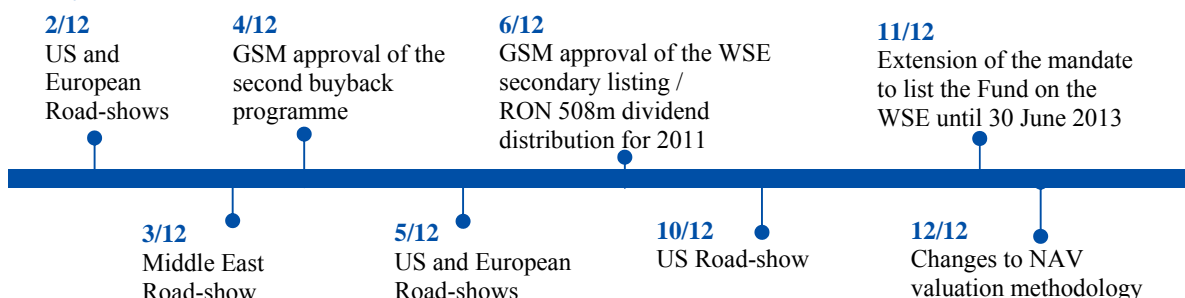 2/12
US and
European
Road-shows
4/12
GSM approval of the
second buyback
programme
6/12
GSM approval of the WSE
secondary listing /
RON 508m dividend
distribution for 2011
11/12
Extension of the mandate
to list the Fund on the
WSE until 30 June 2013
3/12
Middle East
Road-show
5/12
US and European
Road-shows
10/12
US Road-show
12/12
Changes to NAV
valuation methodology